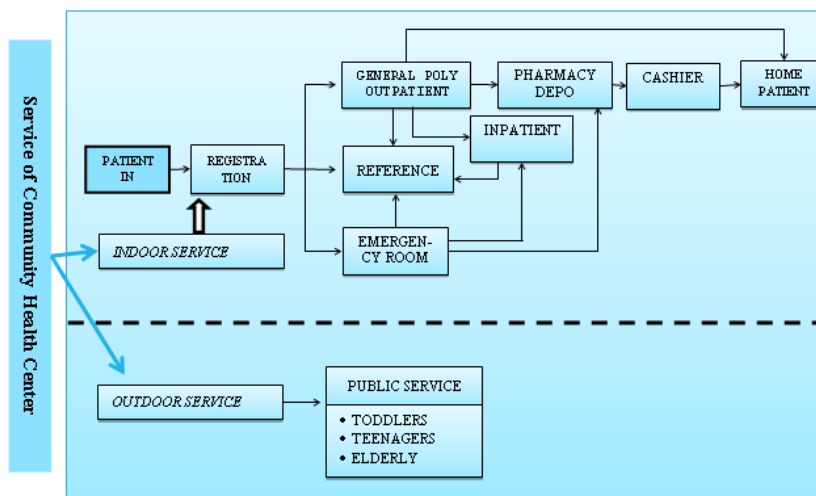 Service of Community Health Center
GENERAL POLY
OUTPATIENT
PHARMACY
DEPO
CASHIER
HOME
PATIENT
INPATIENT
PATIENT
IN
REGISTRA
TION
REFERENCE
INDOOR SERVICE
EMERGEN-
CY ROOM
OUTDOOR SERVICE
PUBLIC SERVICE
• TODDLERS
• TEENAGERS
• ELDERLY